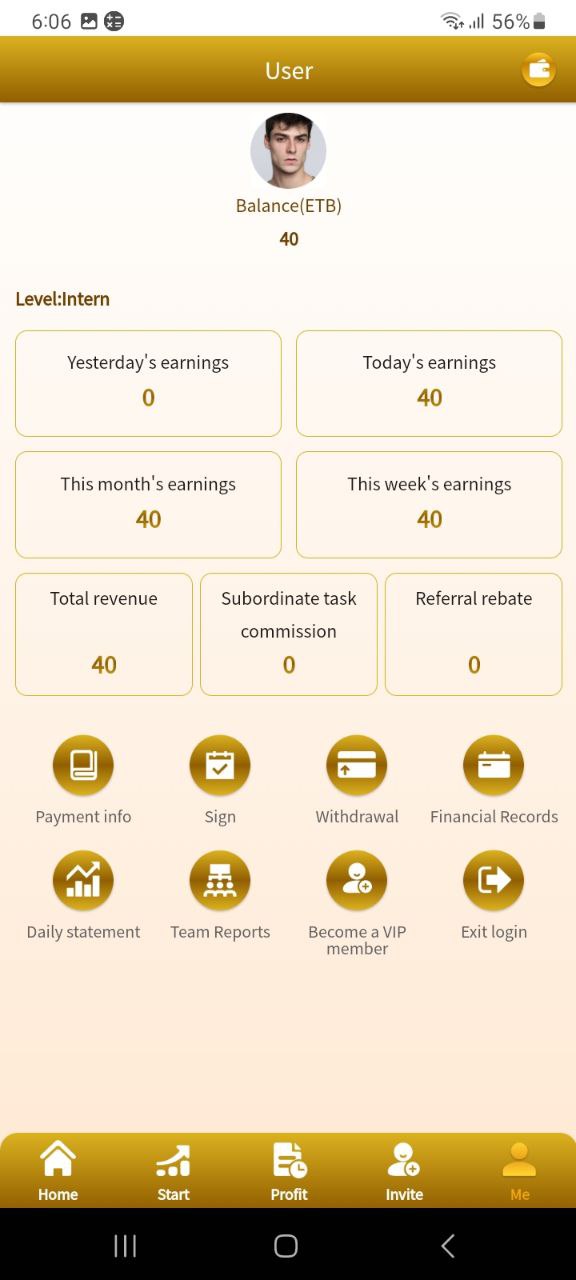 6:06
56%
User
Balance(ETB)
40
Level:Intern
Yesterday's earnings
0
Today's earnings
40
This month's earnings
40
This week's earnings
40
Total revenue
40
Subordinate task
commission
0
Referral rebate
0
Payment info
Sign
Withdrawal
Financial Records
Daily statement
Team Reports
Become a VIP
member
Exit login
Home
Start
Profit
Invite
Me